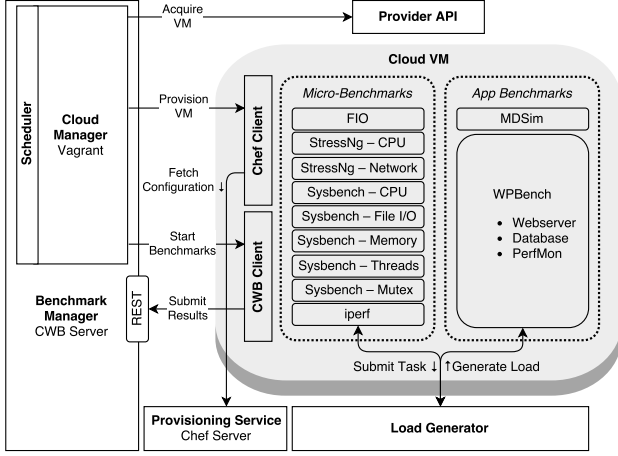 Acquire
VM
Provider API
Cloud VM
Scheduler
Cloud
Manager
Vagrant
Provision
VM
Chef Client
Fetch
Configuration ↓
Start
Benchmarks
CWB Client
Submit
Results
REST
Benchmark
Manager
CWB Server
Micro-Benchmarks
FIO
StressNg – CPU
StressNg – Network
Sysbench – CPU
Sysbench – File I/O
Sysbench – Memory
Sysbench – Threads
Sysbench – Mutex
iperf
App Benchmarks
MDSim
WPBench
• Webserver
• Database
• PerfMon
Submit Task ↓ ↑Generate Load
Provisioning Service
Chef Server
Load Generator